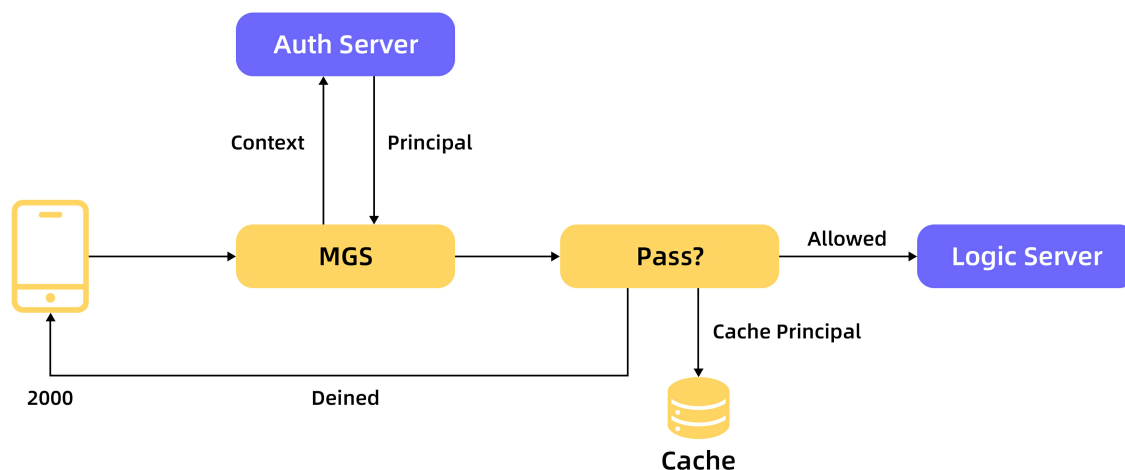 Auth Server
Context
Principal
MGS
Pass?
Allowed
Logic Server
Cache Principal
2000
Deined
Cache